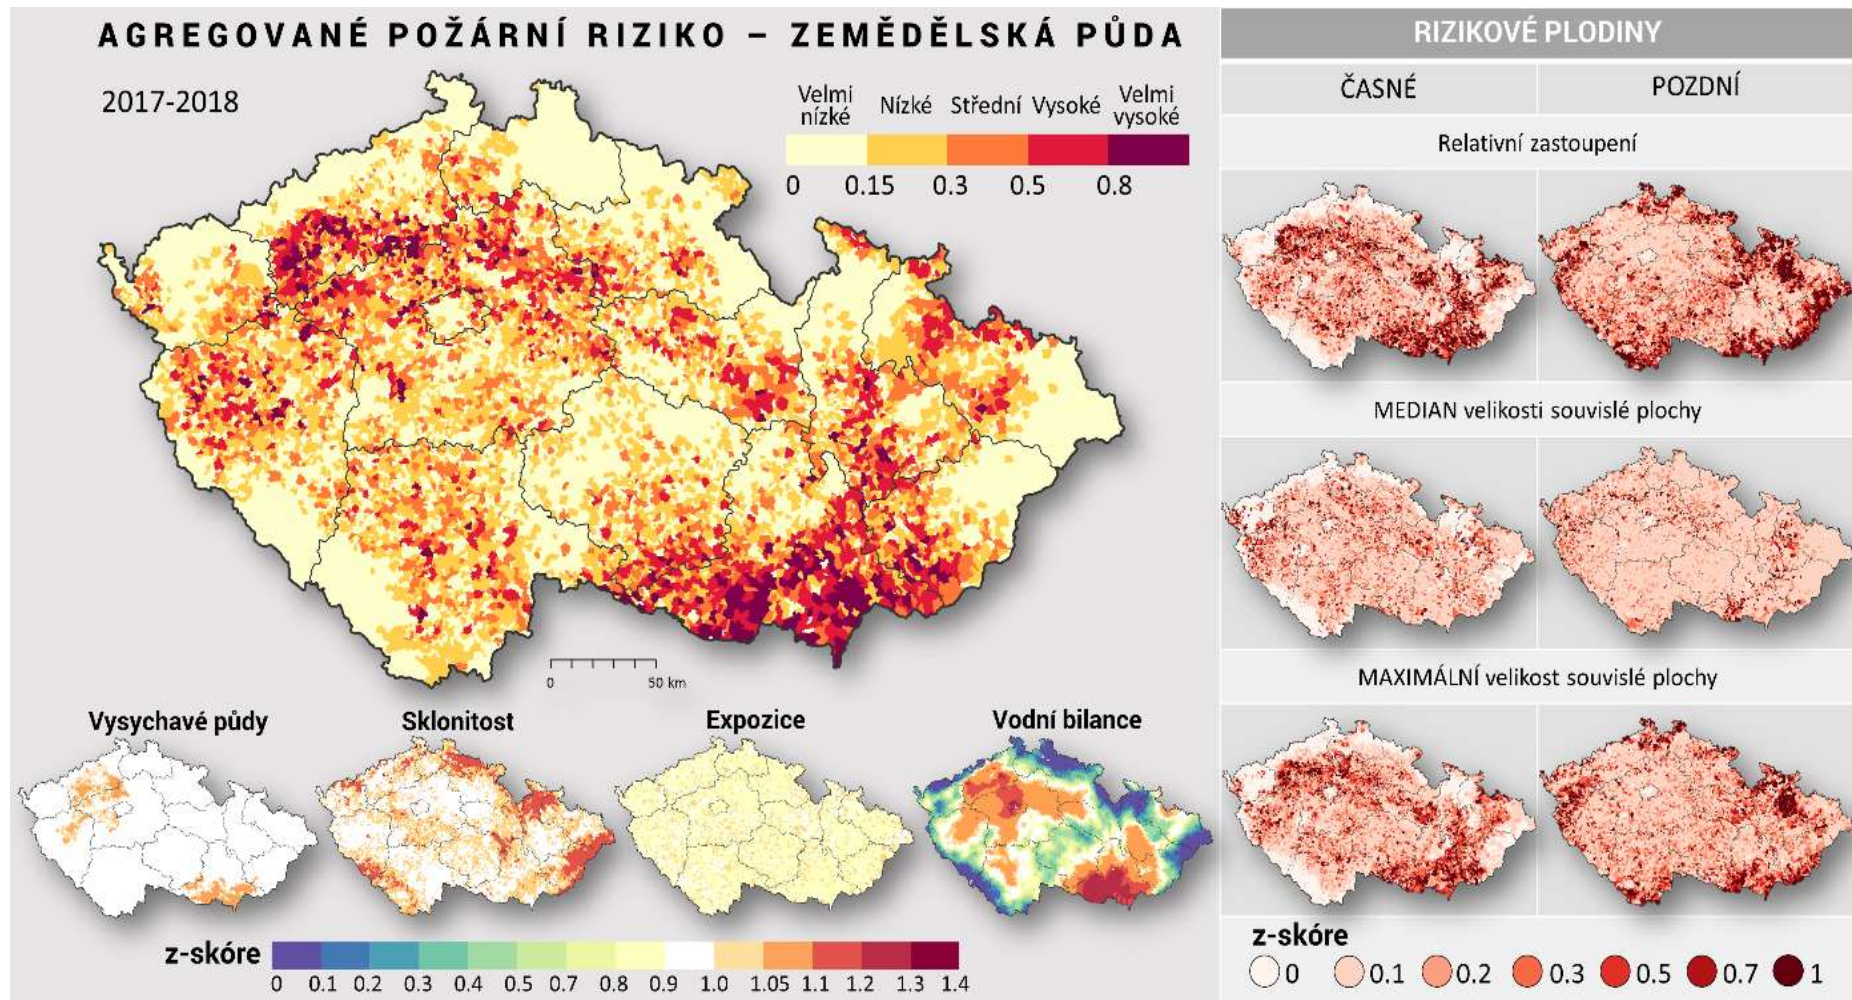 AGREGOVANÉ POŽÁRNÍ RIZIKO – ZEMĚDĚLSKÁ PŮDA
2017-2018
Velmi nízké Nízké Střední Vysoké Velmi vysoké
0 0.15 0.3 0.5 0.8
0 50 km
Vysychavé půdy Sklonitost Expozice Vodní bilance
z-skóre
0 0.1 0.2 0.3 0.4 0.5 0.7 0.8 0.9 1.0 1.05 1.1 1.2 1.3 1.4
RIZIKOVÉ PLODINY
ČASNÉ POZDNÍ
Relativní zastoupení
MEDIAN velikosti souvislé plochy
MAXIMÁLNÍ velikost souvislé plochy
z-skóre
0 0.1 0.2 0.3 0.5 0.7 1